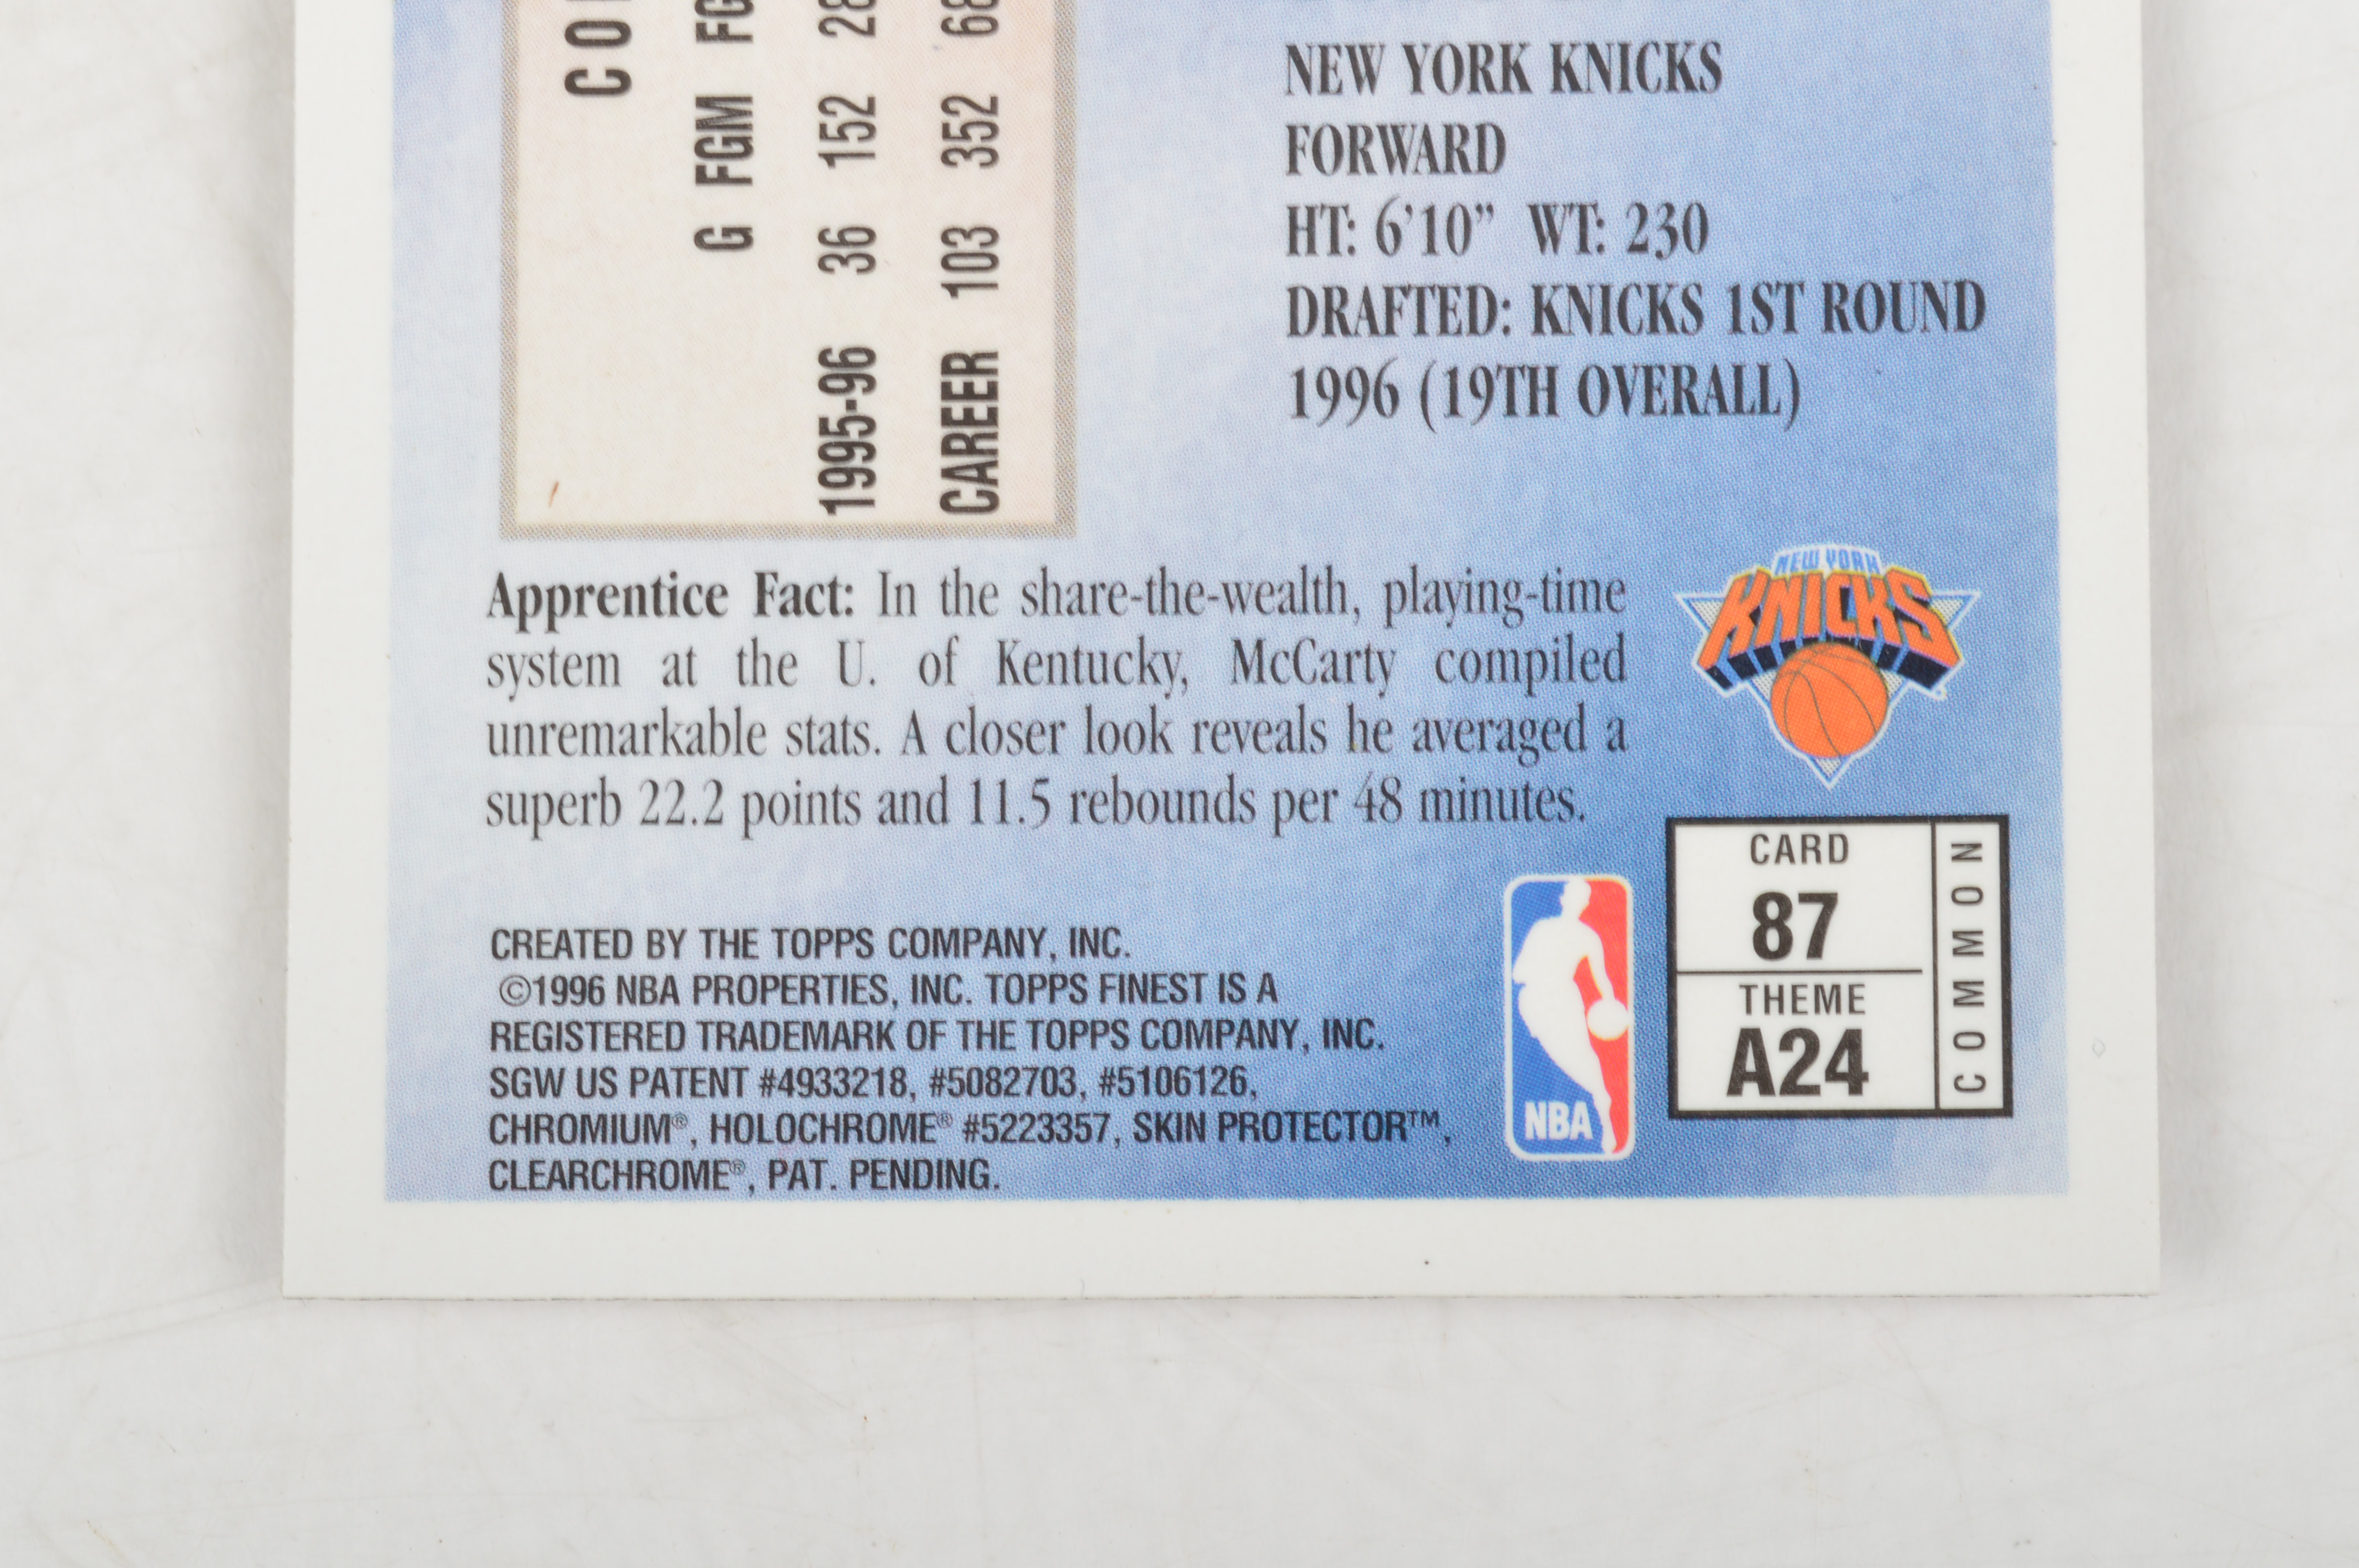 NEW YORK KNICKS
FORWARD
HT: 6'10” WT: 230
DRAFTED: KNICKS 1ST ROUND
1996 (19TH OVERALL)
G FGM
1995-96 36 152
CAREER 103 352
Apprentice Fact: In the share-the-wealth, playing-time
system at the U. of Kentucky, McCarty compiled
unremarkable stats. A closer look reveals he averaged a
superb 22.2 points and 11.5 rebounds per 48 minutes.
NEW YORK
KNICKS
CARD
87
THEME
A24
COMMON
CREATED BY THE TOPPS COMPANY, INC.
©1996 NBA PROPERTIES, INC. TOPPS FINEST IS A
REGISTERED TRADEMARK OF THE TOPPS COMPANY, INC.
SGW US PATENT #4933218, #5082703, #5106126,
CHROMIUM®, HOLOCHROME® #5223357, SKIN PROTECTOR™,
CLEARCHROME®, PAT. PENDING.
NBA